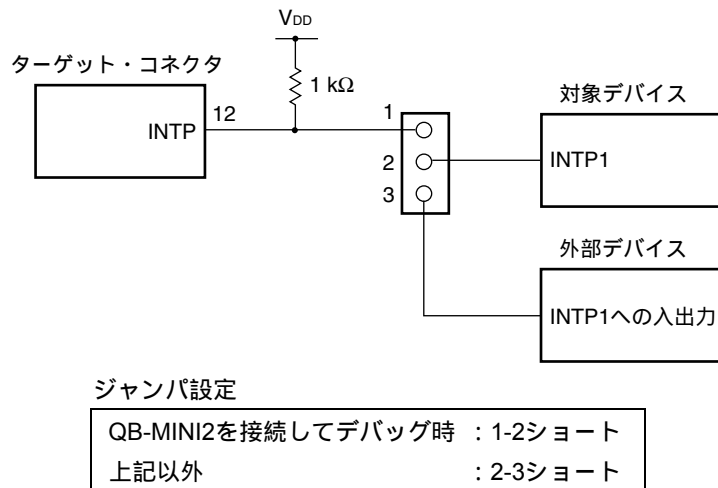 VDD
ターゲット・コネクタ
1 kΩ
対象デバイス
INTP
12
1
2
3
INTP1
外部デバイス
INTP1への入出力
ジャンパ設定
QB-MINI2を接続してデバッグ時 : 1-2ショート
上記以外 : 2-3ショート